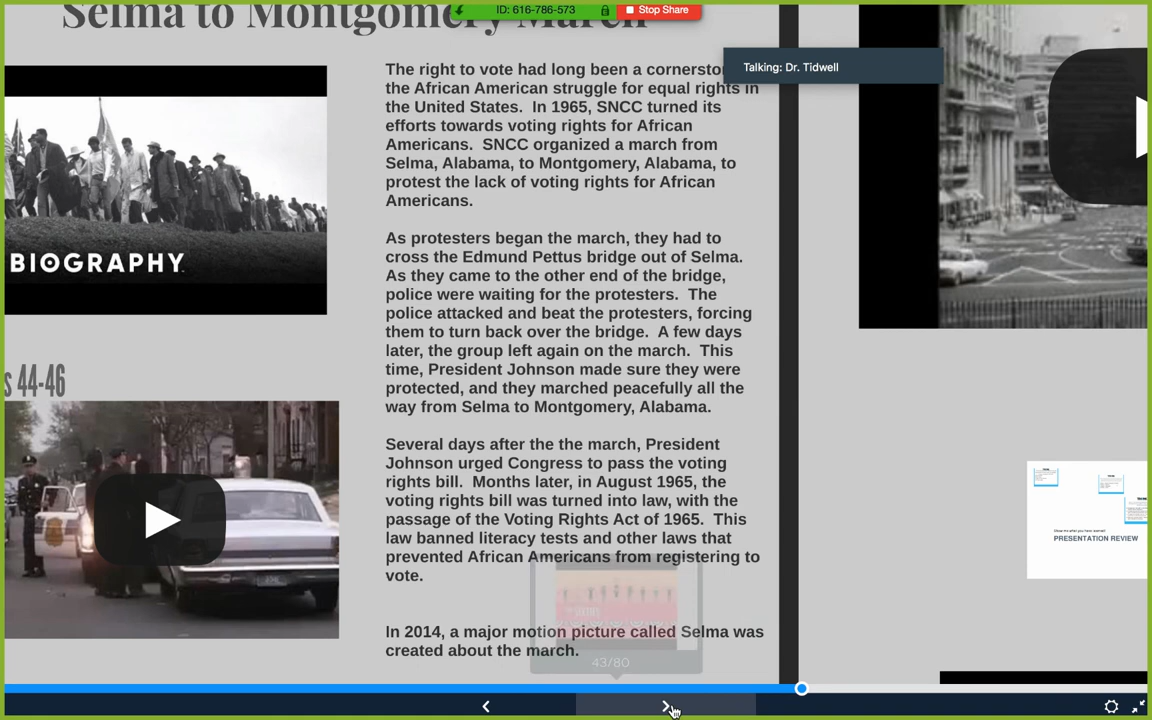 Selma to Montgomery March
ID: 616-786-573
Stop Share
Talking: Dr. Tidwell
The right to vote had long been a
the African American struggle for equal rights in
the United States.  In 1965, SNCC turned its
efforts towards voting rights for African
Americans.  SNCC organized a march from
Selma, Alabama, to Montgomery, Alabama, to
protest the lack of voting rights for African
Americans.
As protesters began the march, they had to
cross the Edmund Pettus bridge out of Selma.
As they came to the other end of the bridge,
police were waiting for the protesters.  The
police attacked and beat the protesters, forcing
them to turn back over the bridge.  A few days
later, the group left again on the march.  This
time, President Johnson made sure they were
protected, and they marched peacefully all the
way from Selma to Montgomery, Alabama.
Several days after the the march, President
Johnson urged Congress to pass the voting
rights bill.  Months later, in August 1965, the
voting rights bill was turned into law, with the
passage of the Voting Rights Act of 1965.  This
law banned literacy tests and other laws that
prevented African Americans from registering to
vote.
In 2014, a major motion picture called Selma was
created about the march.
BIOGRAPHY
s 44-46
PRESENTATION REVIEW
43/80